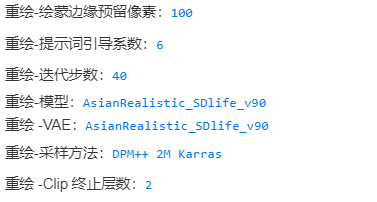 重绘-绘蒙边缘预留像素：100
重绘-提示词引导系数：6
重绘-迭代步数：40
重绘-模型：AsianRealistic_SDlife_v90
重绘 -VAE：AsianRealistic_SDlife_v90
重绘-采样方法：DPM++ 2M Karras
重绘 -Clip 终止层数：2